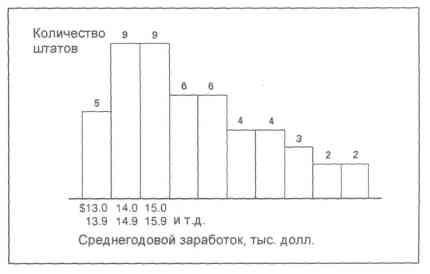 Количество
штатов
5 9 9 6 6 4 4 3 2 2
$13.0 14.0 15.0
13.9 14.9 15.9 и т.д.
Среднегодовой заработок, тыс. долл.